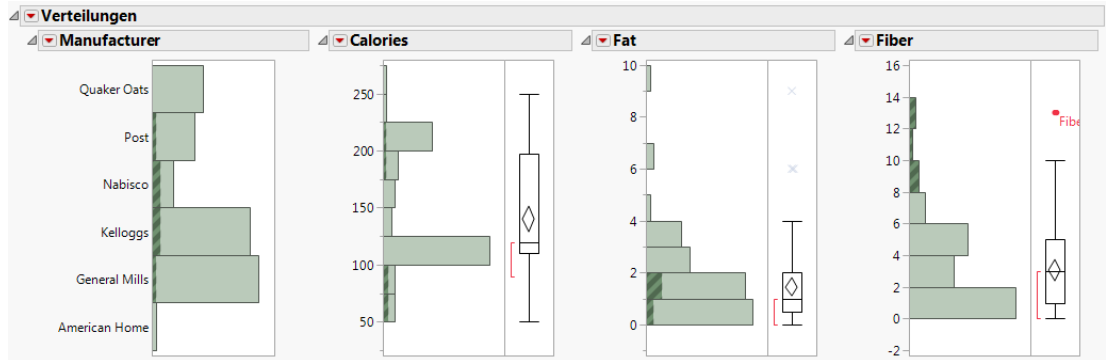 Verteilungen
Manufacturer
Quaker Oats
Post
Nabisco
Kelloggs
General Mills
American Home
Calories
250
200
150
100
50
Fat
10
8
6
4
2
0
Fiber
16
14
12
10
8
6
4
2
0
-2
Fibe